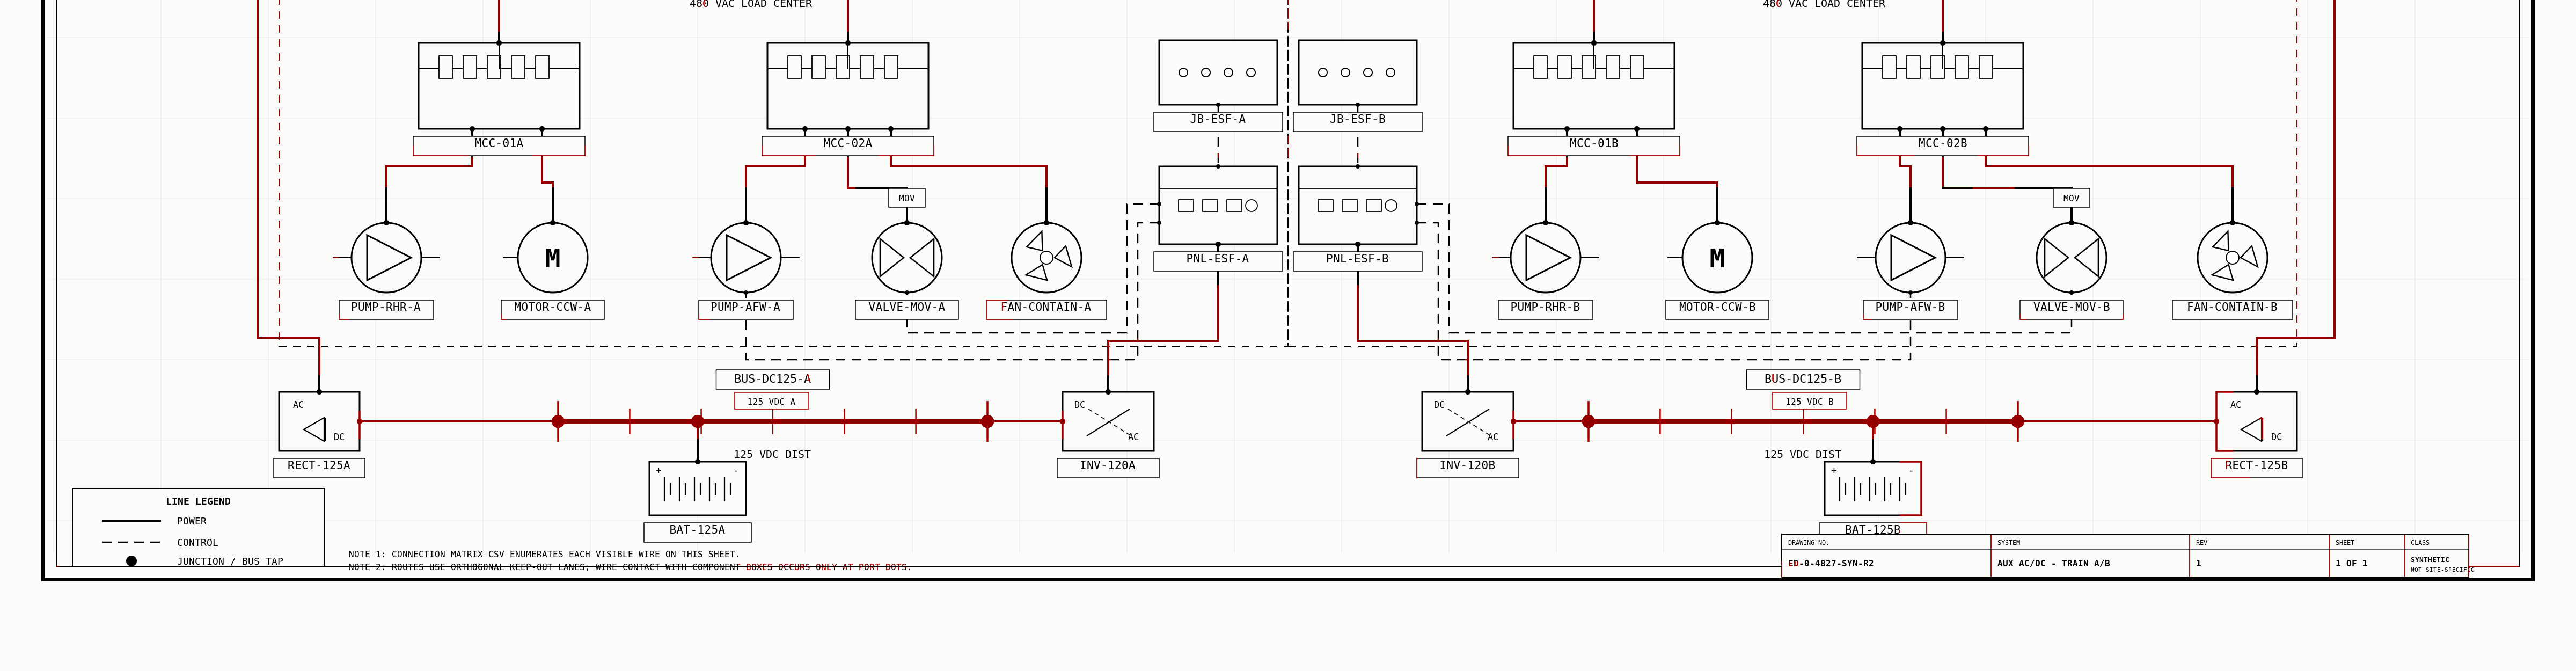 480 VAC LOAD CENTER
480 VAC LOAD CENTER
JB-ESF-A
JB-ESF-B
MCC-01A
MCC-02A
MCC-01B
MCC-02B
MOV
MOV
M
M
PNL-ESF-A
PNL-ESF-B
PUMP-RHR-A
MOTOR-CCW-A
PUMP-AFW-A
VALVE-MOV-A
FAN-CONTAIN-A
PUMP-RHR-B
MOTOR-CCW-B
PUMP-AFW-B
VALVE-MOV-B
FAN-CONTAIN-B
BUS-DC125-A
BUS-DC125-B
125 VDC A
125 VDC B
AC
DC
DC
AC
DC
AC
AC
DC
125 VDC DIST
125 VDC DIST
RECT-125A
INV-120A
INV-120B
RECT-125B
+ -
+ -
BAT-125A
BAT-125B
LINE LEGEND
POWER
CONTROL
JUNCTION / BUS TAP
NOTE 1: CONNECTION MATRIX CSV ENUMERATES EACH VISIBLE WIRE ON THIS SHEET.
NOTE 2. ROUTES USE ORTHOGONAL KEEP-OUT LANES, WIRE CONTACT WITH COMPONENT BOXES OCCURS ONLY AT PORT DOTS.
DRAWING NO.
ED-0-4827-SYN-R2
SYSTEM
AUX AC/DC - TRAIN A/B
REV
1
SHEET
1 OF 1
CLASS
SYNTHETIC
NOT SITE-SPECIFIC